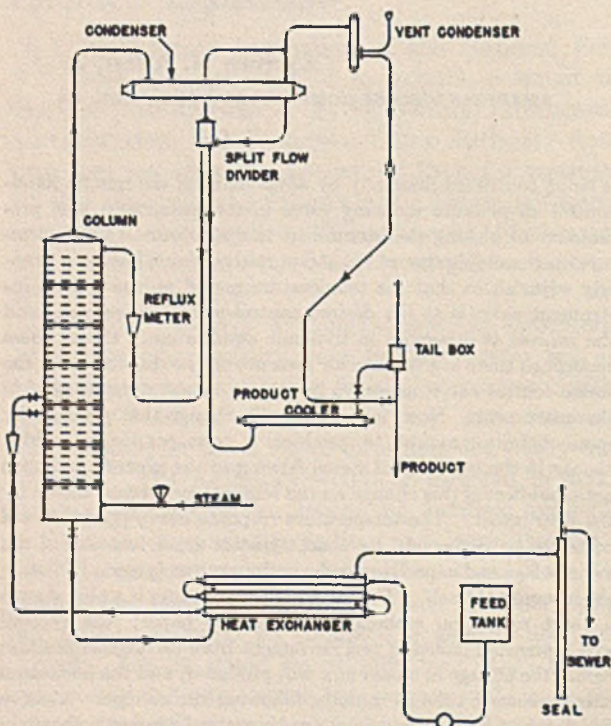 CONDENSER
VENT CONDENSER
SPLIT FLOW
DIVIDER
COLUMN
REFLUX
METER
TAIL BOX
PRODUCT
COOLER
PRODUCT
STEAM
HEAT EXCHANGER
FEED
TANK
TO
SEWER
SEAL